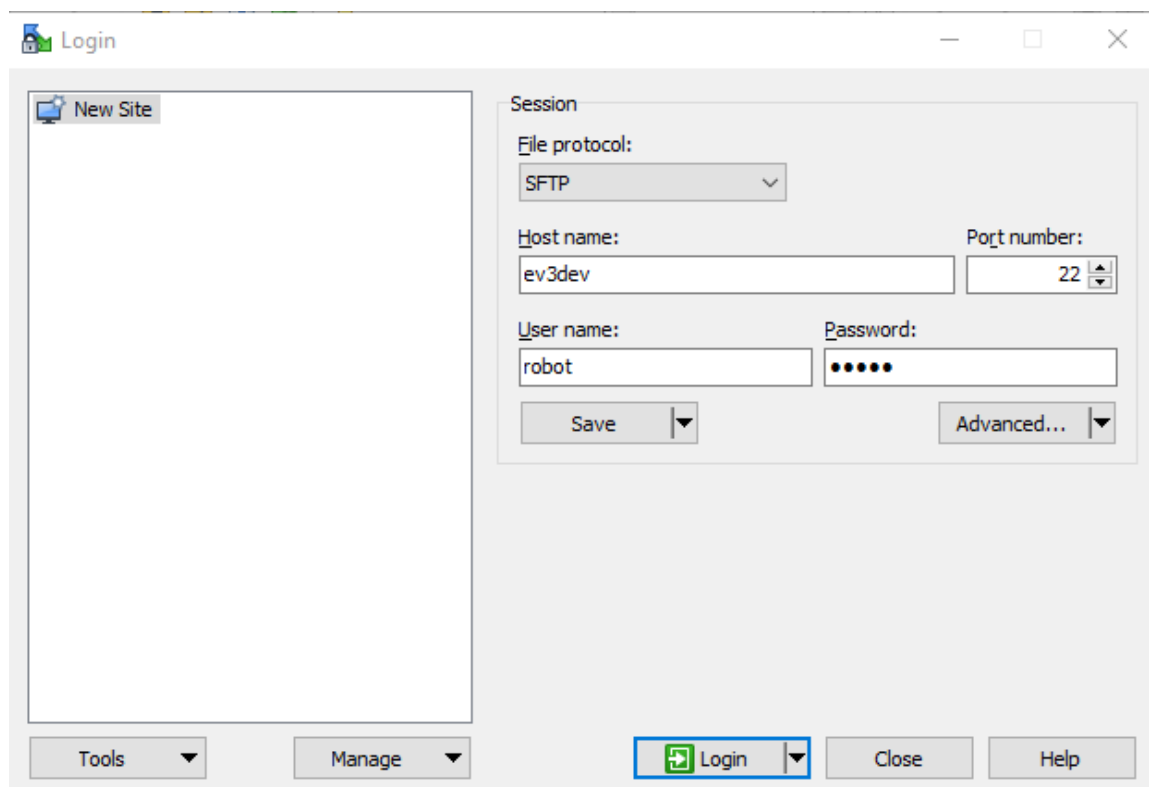 Login
New Site
Session
File protocol:
SFTP
Host name:
Port number:
ev3dev
22
User name:
Password:
robot
•••••
Save
Advanced...
Tools
Manage
Login
Close
Help